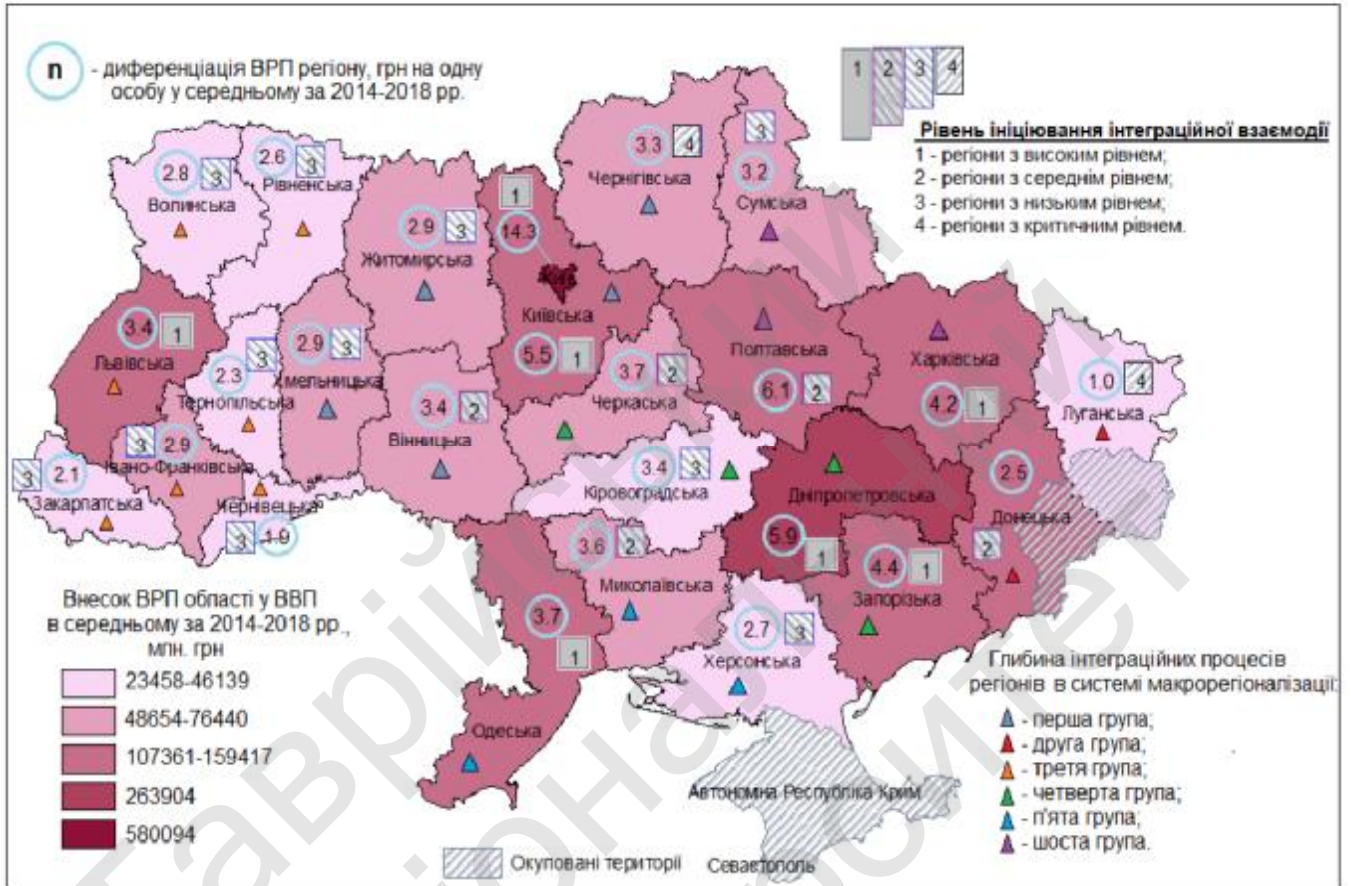 n - диференціація ВРП регіону, грн на одну
особу у середньому за 2014-2018 рр.
1 2 3 4
Рівень ініціювання інтеграційної взаємодії
1 - регіони з високим рівнем;
2 - регіони з середнім рівнем;
3 - регіони з низьким рівнем;
4 - регіони з критичним рівнем.
2.8 3
Волинська
2.6 3
Рівненська
2.9 3
Житомирська
1
14.3
Київ
Київська
5.5 1
3.3 4
Чернігівська
3
3.2
Сумська
3.4 1
Львівська
3
2.3
Тернопільська
2.9 3
Хмельницька
3.4 2
Вінницька
3.7 2
Черкаська
Полтавська
6.1 2
Харківська
4.2 1
1.0 4
Луганська
3 2.9
Івано-Франківська
3 2.1
Закарпатська
Чернівецька
3 1.9
3.4 3
Кіровоградська
Дніпропетровська
5.9 1
2.5
Донецька
2
3.6 2
Миколаївська
4.4 1
Запорізька
3.7
1
Одеська
2.7 3
Херсонська
Автономна Республіка Крим
Севастополь
Внесок ВРП області у ВВП
в середньому за 2014-2018 рр.,
млн. грн
23458-46139
48654-76440
107361-159417
263904
580094
Окуповані території
Глибина інтеграційних процесів
регіонів в системі макрорегіоналізації:
- перша група;
- друга група;
- третя група;
- четверта група;
- п'ята група;
- шоста група.